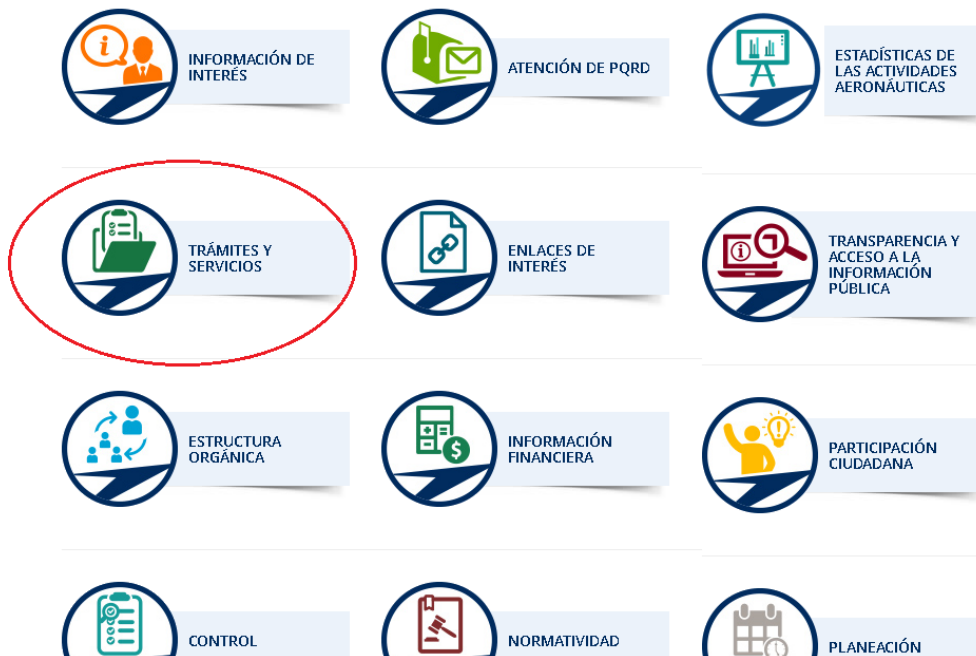 INFORMACIÓN DE
INTERÉS
ATENCIÓN DE PQRD
ESTADÍSTICAS DE
LAS ACTIVIDADES
AERONÁUTICAS
TRÁMITES Y
SERVICIOS
ENLACES DE
INTERÉS
TRANSPARENCIA Y
ACCESO A LA
INFORMACIÓN
PÚBLICA
ESTRUCTURA
ORGÁNICA
INFORMACIÓN
FINANCIERA
PARTICIPACIÓN
CIUDADANA
CONTROL
NORMATIVIDAD
PLANEACIÓN